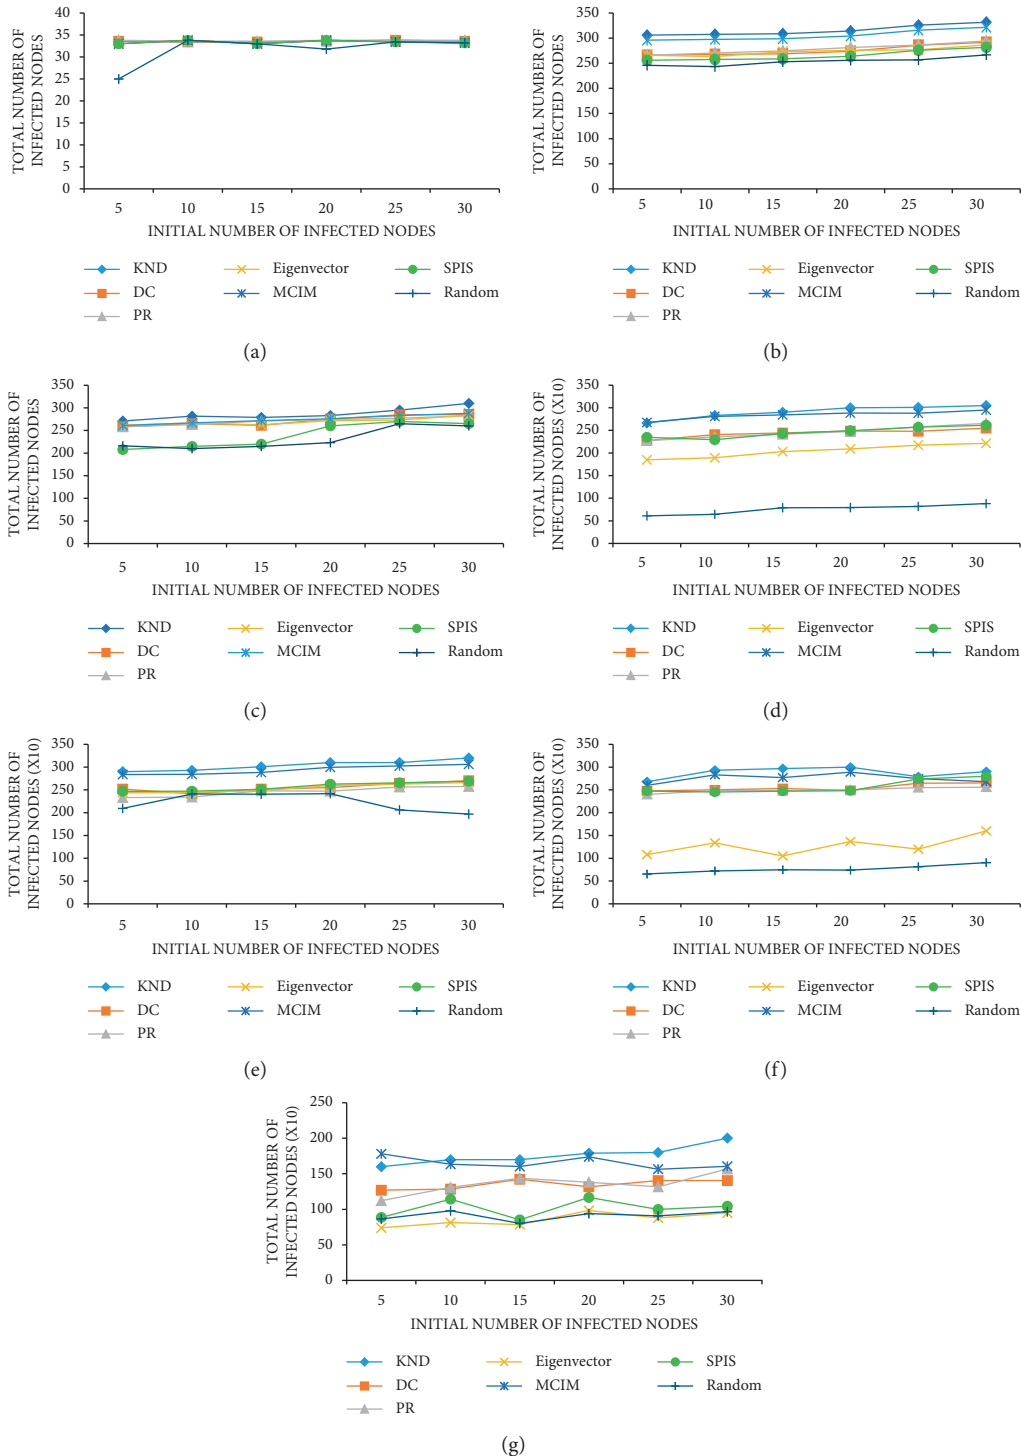 TOTAL NUMBER OF
INFECTED NODES
40
35
30
25
20
15
10
5
0
5 10 15 20 25 30
INITIAL NUMBER OF INFECTED NODES
KND Eigenvector SPIS
DC MCIM Random
PR
(a)
TOTAL NUMBER OF
INFECTED NODES
350
300
250
200
150
100
50
0
5 10 15 20 25 30
INITIAL NUMBER OF INFECTED NODES
KND Eigenvector SPIS
DC MCIM Random
PR
(b)
TOTAL NUMBER OF
INFECTED NODES
350
300
250
200
150
100
50
0
5 10 15 20 25 30
INITIAL NUMBER OF INFECTED NODES
KND Eigenvector SPIS
DC MCIM Random
PR
(c)
TOTAL NUMBER OF
INFECTED NODES (X10)
350
300
250
200
150
100
50
0
5 10 15 20 25 30
INITIAL NUMBER OF INFECTED NODES
KND Eigenvector SPIS
DC MCIM Random
PR
(d)
TOTAL NUMBER OF
INFECTED NODES (X10)
350
300
250
200
150
100
50
0
5 10 15 20 25 30
INITIAL NUMBER OF INFECTED NODES
KND Eigenvector SPIS
DC MCIM Random
PR
(e)
TOTAL NUMBER OF
INFECTED NODES (X10)
350
300
250
200
150
100
50
0
5 10 15 20 25 30
INITIAL NUMBER OF INFECTED NODES
KND Eigenvector SPIS
DC MCIM Random
PR
(f)
TOTAL NUMBER OF
INFECTED NODES (X10)
250
200
150
100
50
0
5 10 15 20 25 30
INITIAL NUMBER OF INFECTED NODES
KND Eigenvector SPIS
DC MCIM Random
PR
(g)